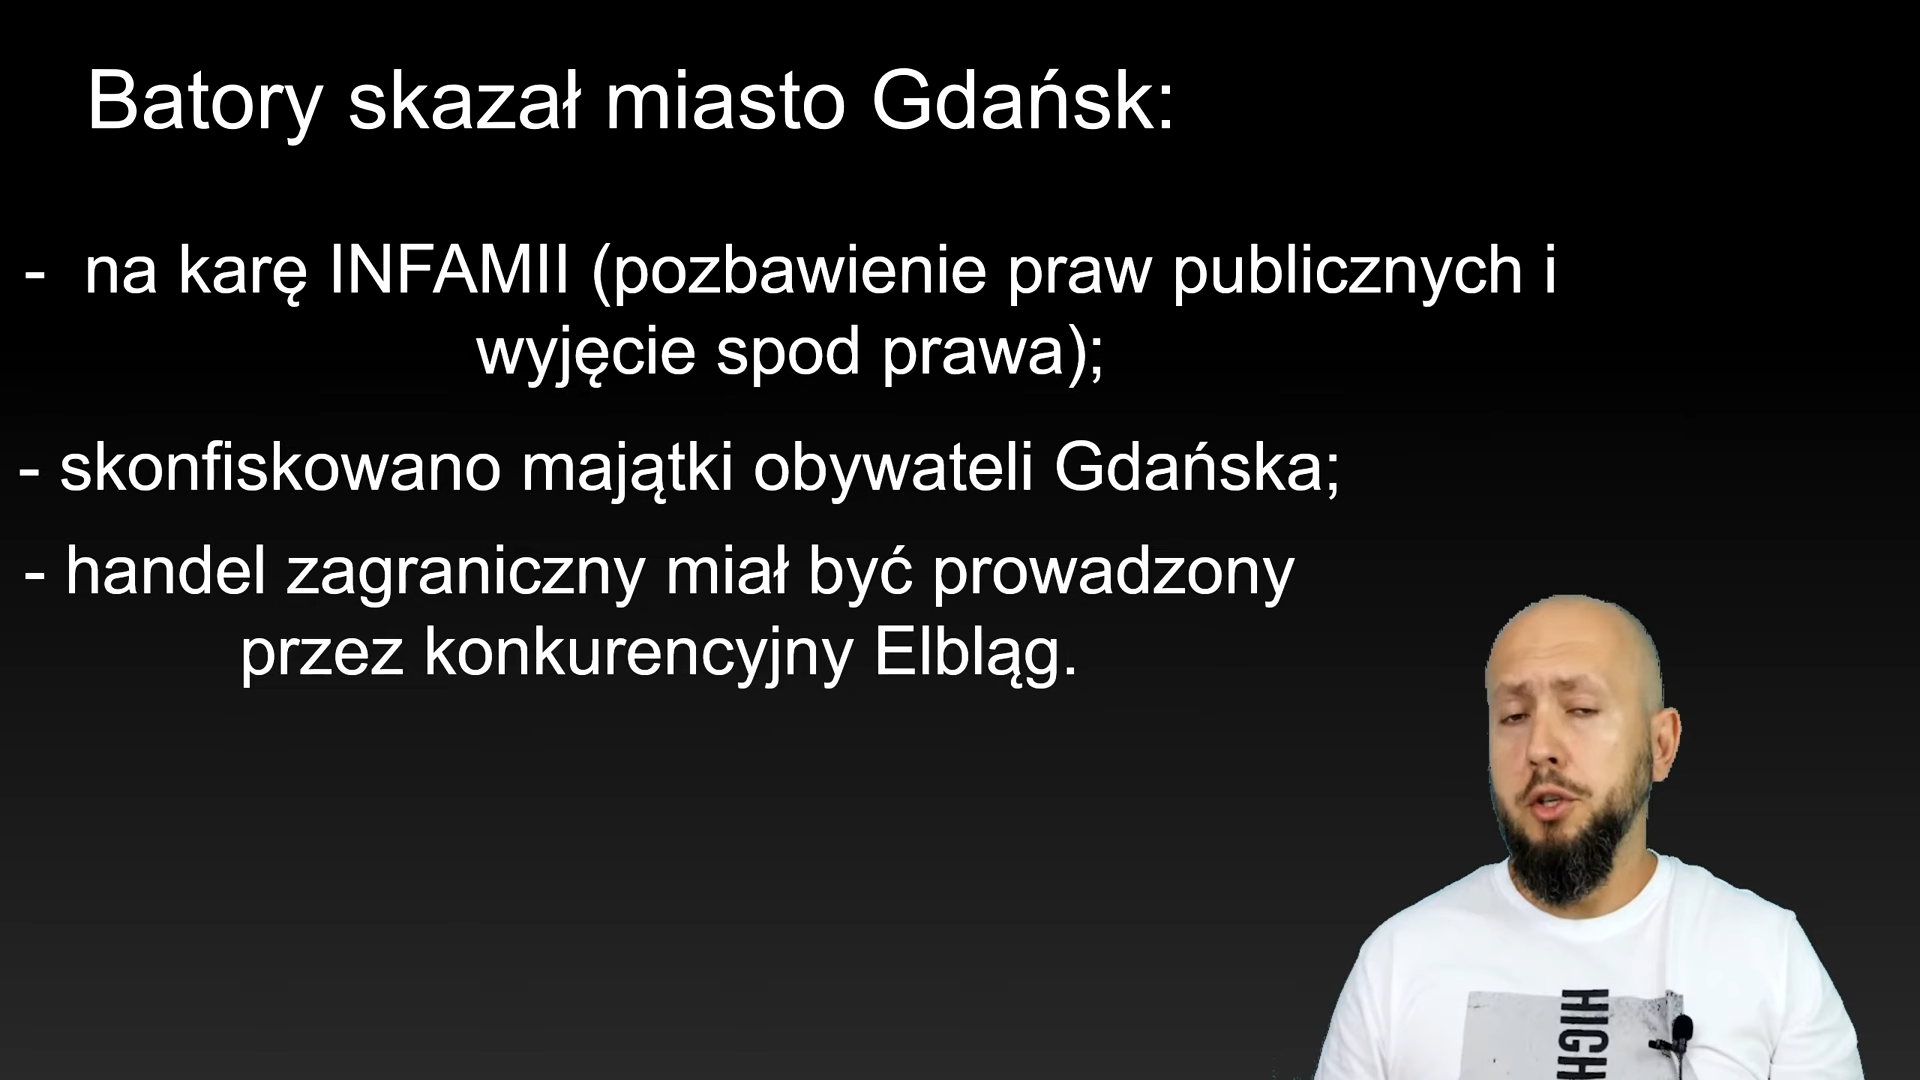 Batory skazał miasto Gdańsk:
- na karę INFAMII (pozbawienie praw publicznych i
wyjęcie spod prawa);
- skonfiskowano majątki obywateli Gdańska;
- handel zagraniczny miał być prowadzony
przez konkurencyjny Elbląg.
HIGH